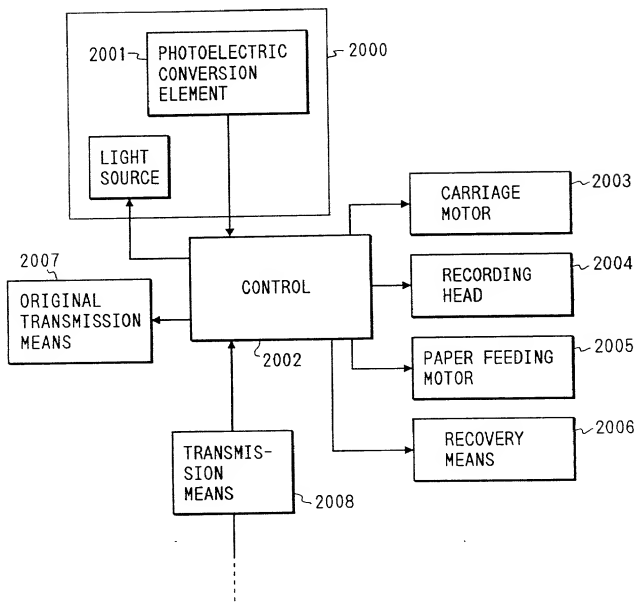 2001
PHOTOELECTRIC
CONVERSION
ELEMENT
2000
LIGHT
SOURCE
CARRIAGE
MOTOR
2003
2007
ORIGINAL
TRANSMISSION
MEANS
CONTROL
2002
RECORDING
HEAD
2004
PAPER FEEDING
MOTOR
2005
RECOVERY
MEANS
2006
TRANSMIS-
SION
MEANS
2008